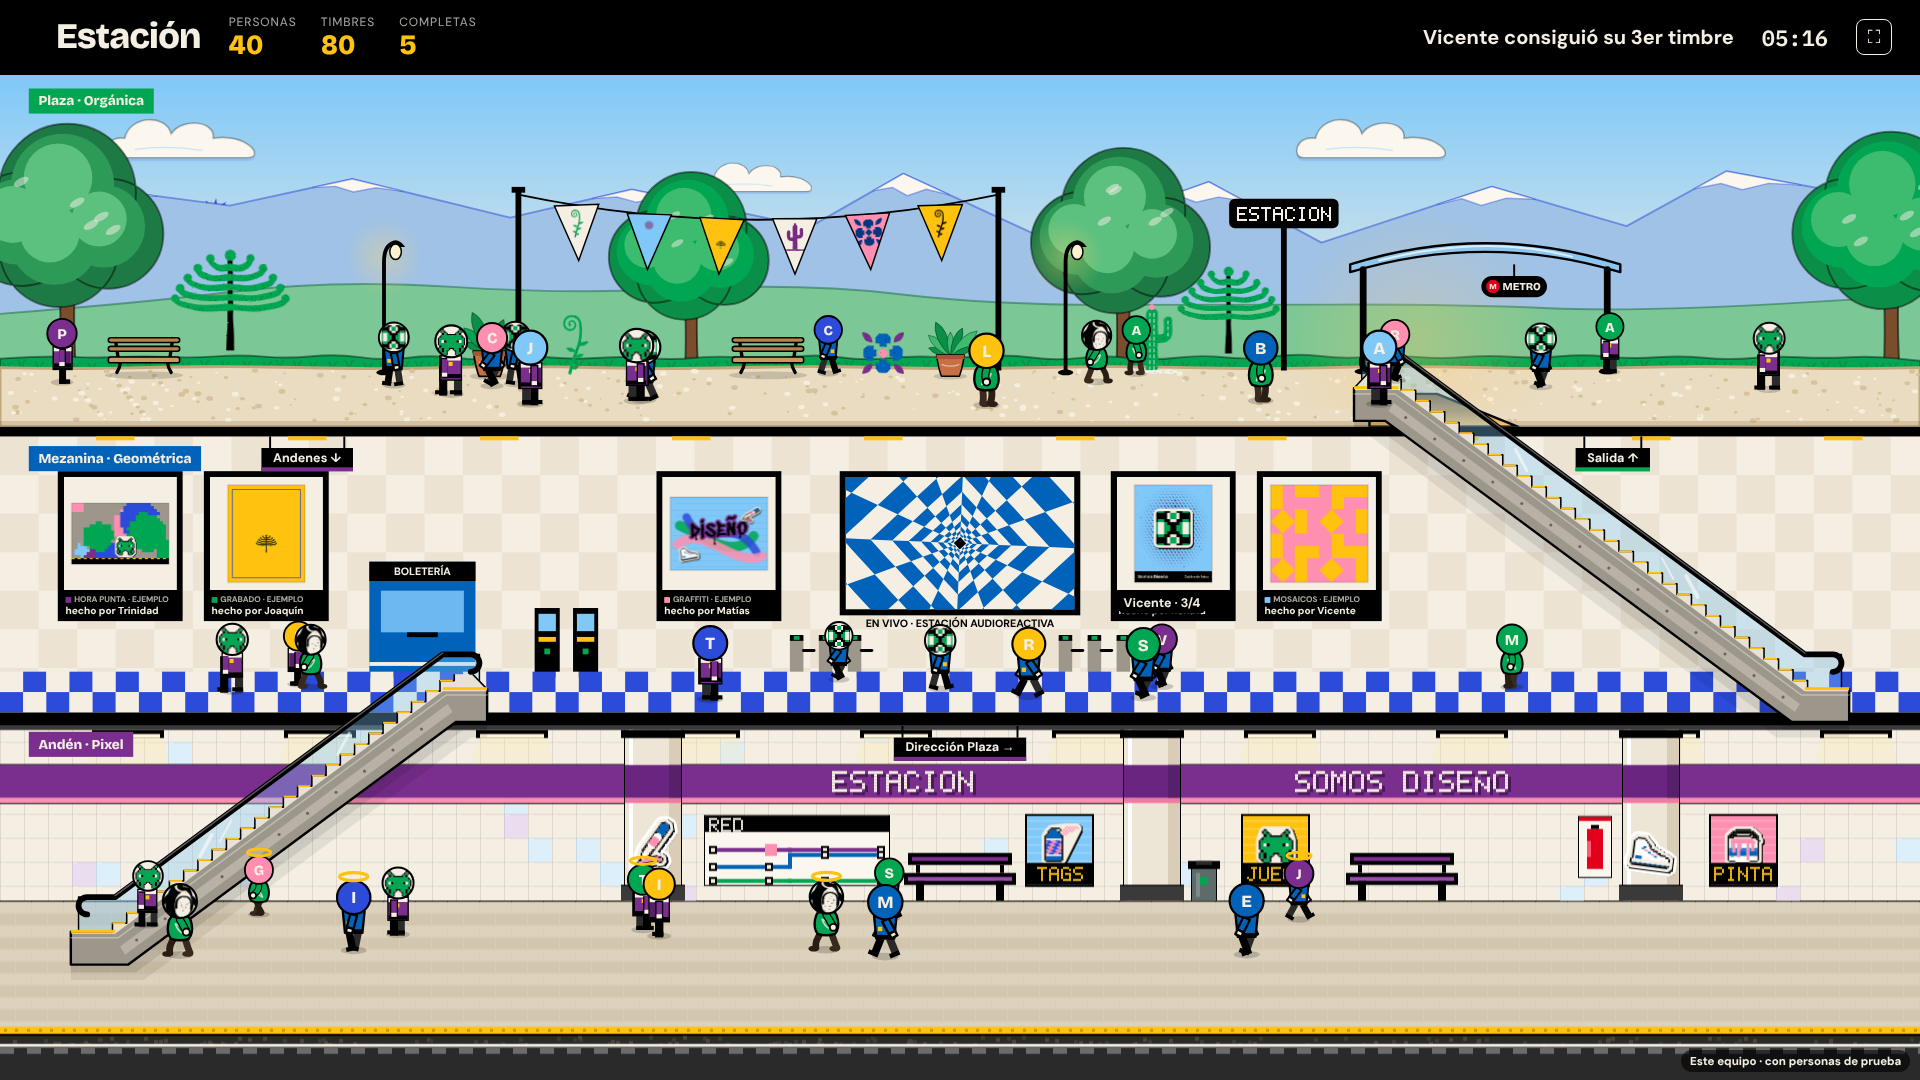 Estación
PERSONAS
40
TIMBRES
80
COMPLETAS
5
Vicente consiguió su 3er timbre
05:16
Plaza · Orgánica
ESTACION
M METRO
P
C
J
C
L
A
B
A
A
Mezanina · Geométrica
Andenes ↓
Salida ↑
HORA PUNTA · EJEMPLO
hecho por Trinidad
GRABADO · EJEMPLO
hecho por Joaquín
BOLETERÍA
DISEÑO
GRAFFITI · EJEMPLO
hecho por Matías
EN VIVO · ESTACIÓN AUDIOREACTIVA
Vicente · 3/4
MOSAICOS · EJEMPLO
hecho por Vicente
T
R
S
V
M
Andén · Pixel
Dirección Plaza →
ESTACION
SOMOS DISEÑO
RED
TAGS
PINTA
G
I
T
I
S
M
E
J
Este equipo · con personas de prueba